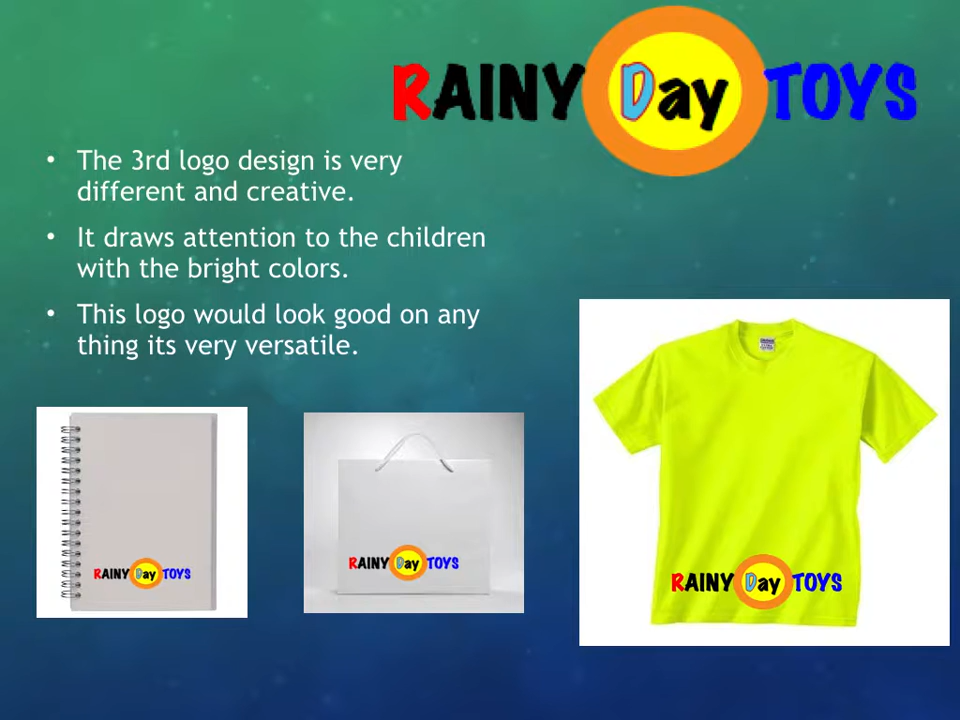 RAINY Day TOYS
• The 3rd logo design is very
different and creative.
• It draws attention to the children
with the bright colors.
• This logo would look good on any
thing its very versatile.
RAINY Day TOYS
RAINY Day TOYS
RAINY Day TOYS